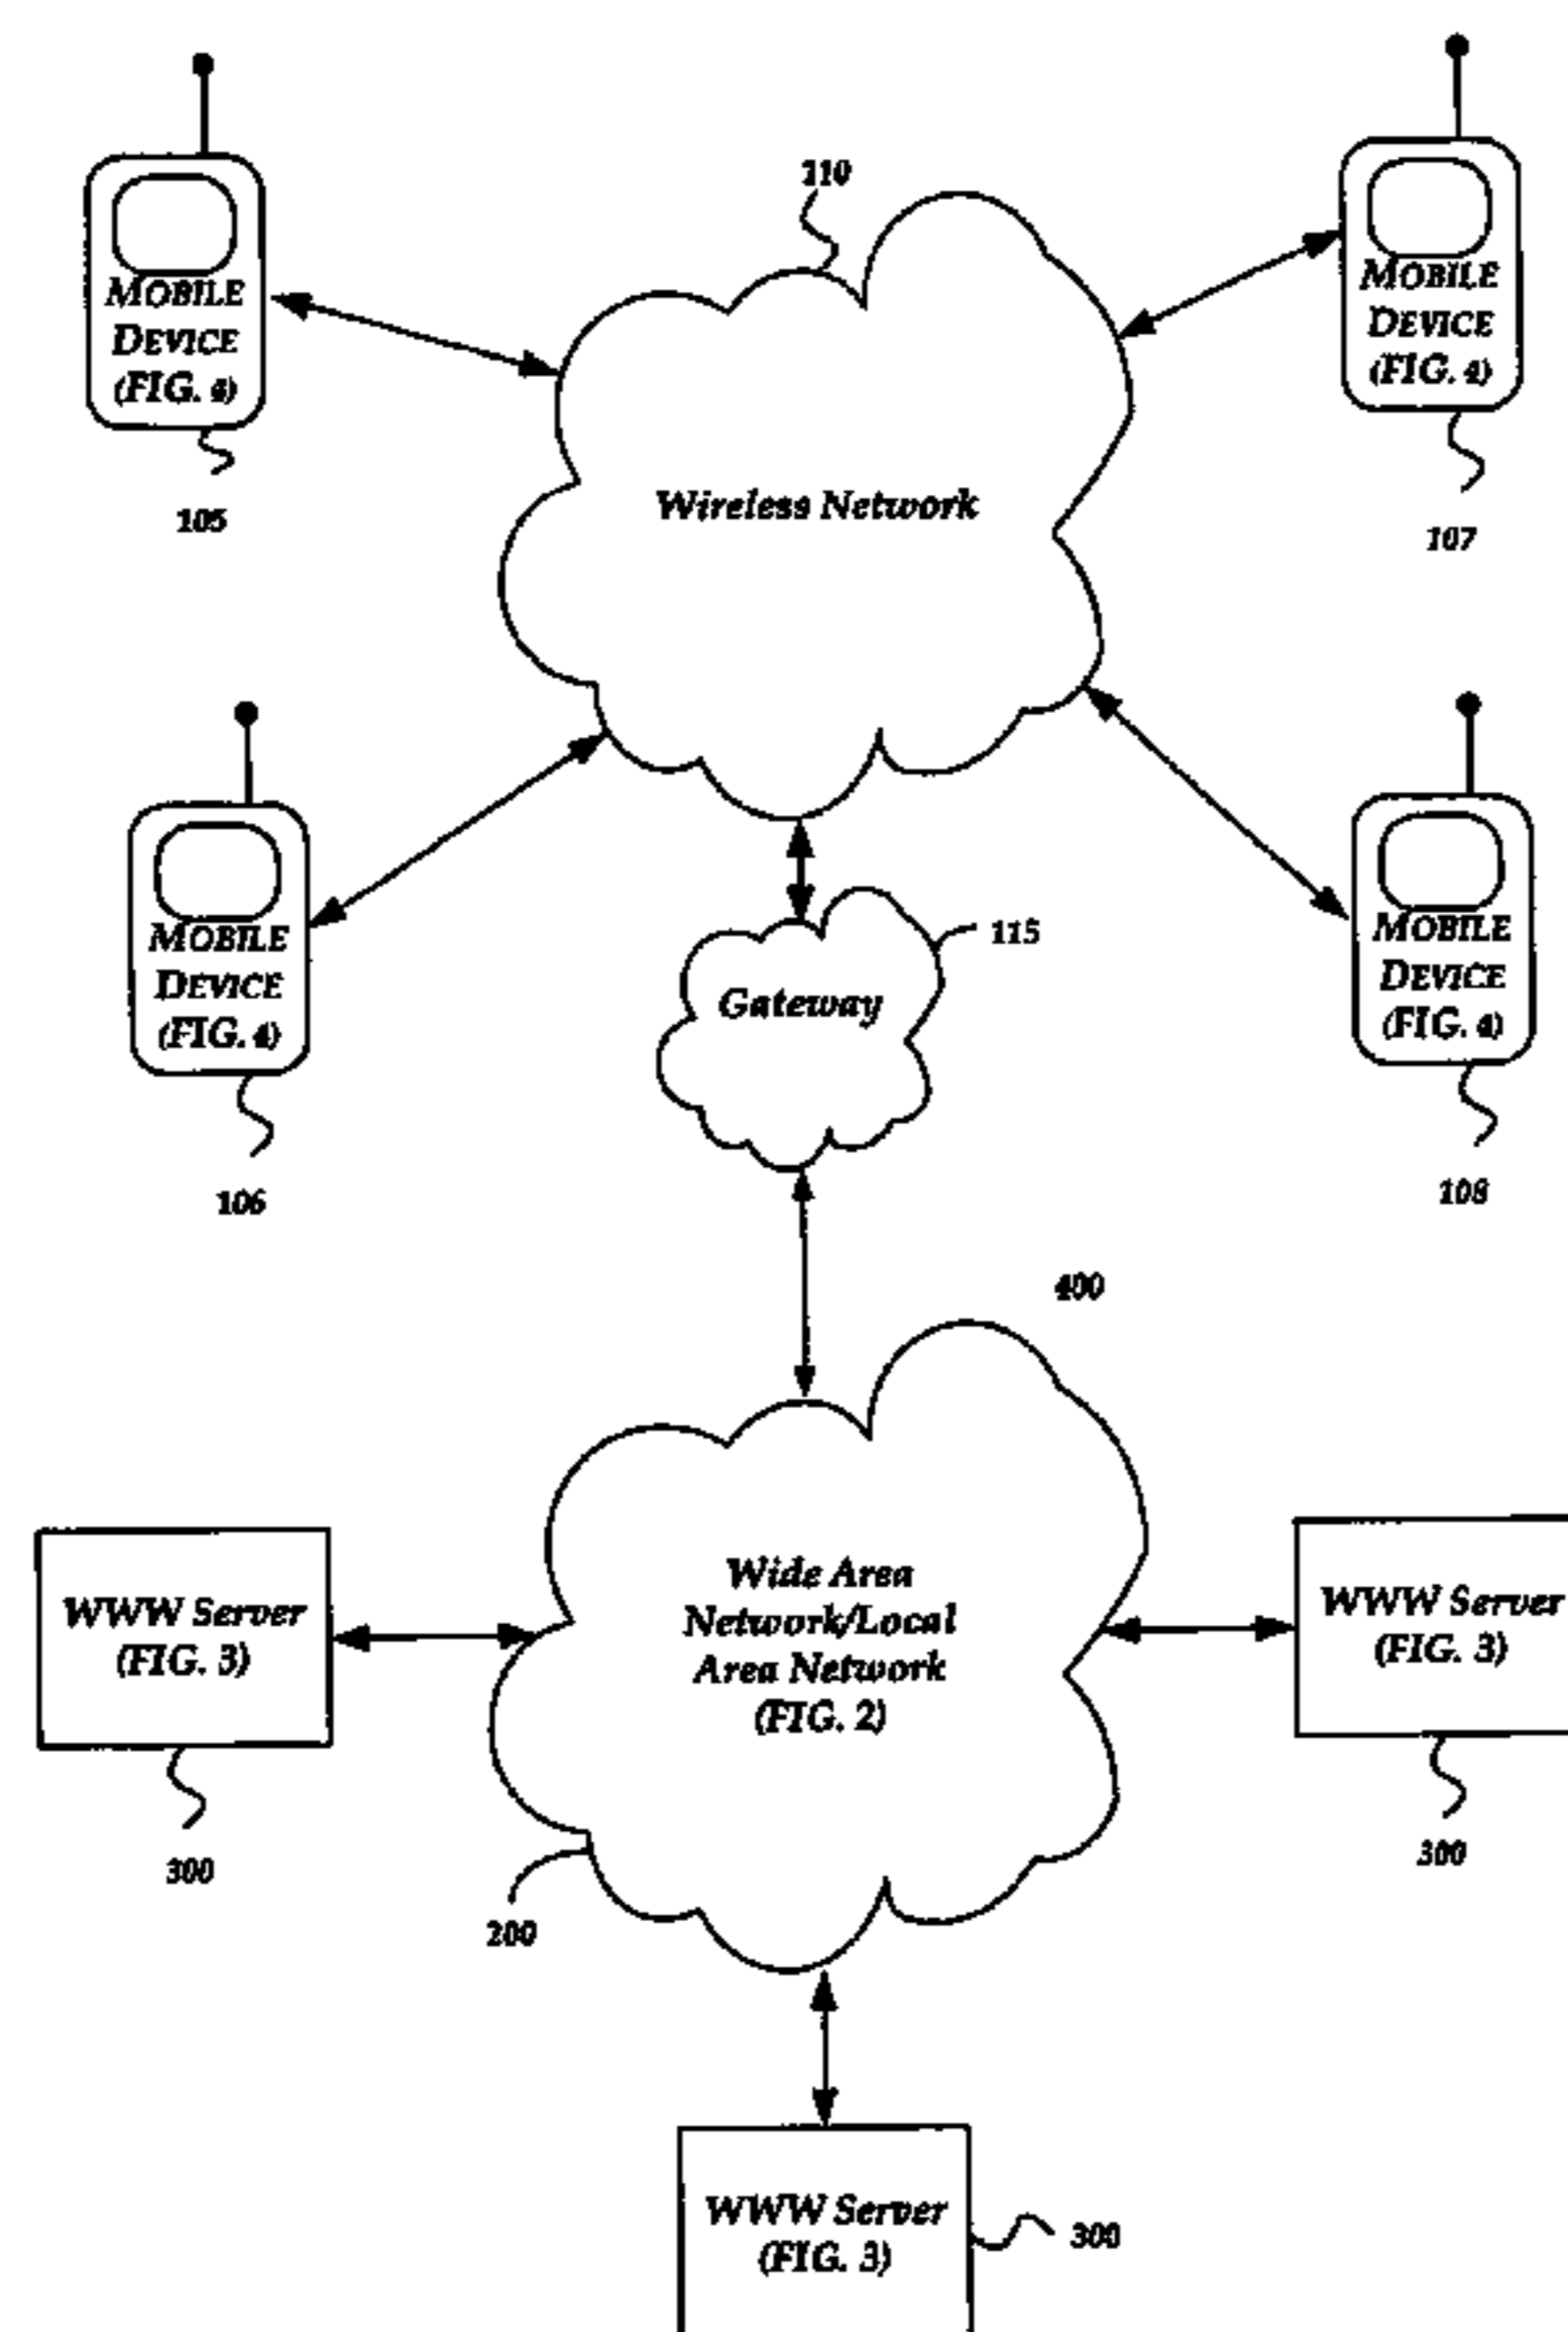 110
MOBILE
DEVICE
(FIG. 4)
105
MOBILE
DEVICE
(FIG. 4)
107
Wireless Network
MOBILE
DEVICE
(FIG. 4)
106
MOBILE
DEVICE
(FIG. 4)
108
115
Gateway
400
Wide Area
Network/Local
Area Network
(FIG. 2)
200
WWW Server
(FIG. 3)
300
WWW Server
(FIG. 3)
300
WWW Server
(FIG. 3)
300